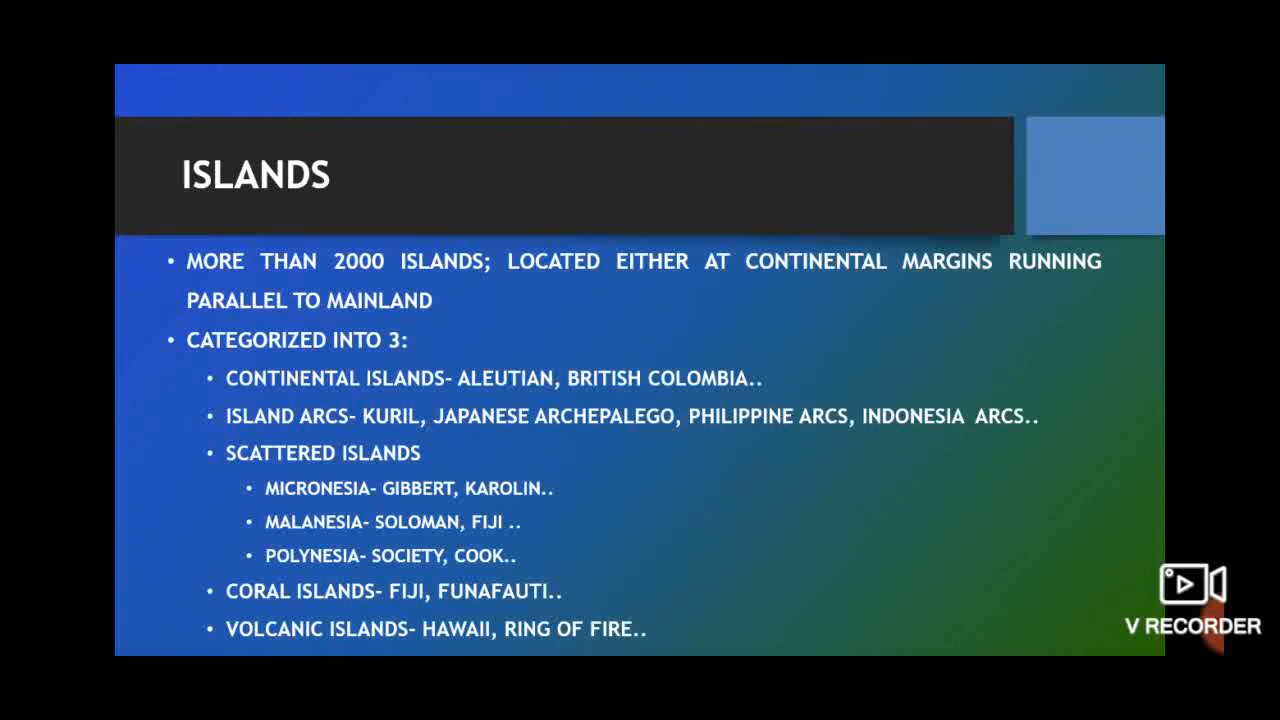 ISLANDS
• MORE THAN 2000 ISLANDS; LOCATED EITHER AT CONTINENTAL MARGINS RUNNING
PARALLEL TO MAINLAND
• CATEGORIZED INTO 3:
• CONTINENTAL ISLANDS- ALEUTIAN, BRITISH COLOMBIA..
• ISLAND ARCS- KURIL, JAPANESE ARCHEPALEGO, PHILIPPINE ARCS, INDONESIA ARCS..
• SCATTERED ISLANDS
• MICRONESIA- GIBBERT, KAROLIN..
• MALANESIA- SOLOMAN, FIJI ..
• POLYNESIA- SOCIETY, COOK..
• CORAL ISLANDS- FIJI, FUNAFAUTI..
• VOLCANIC ISLANDS- HAWAII, RING OF FIRE..
V RECORDER